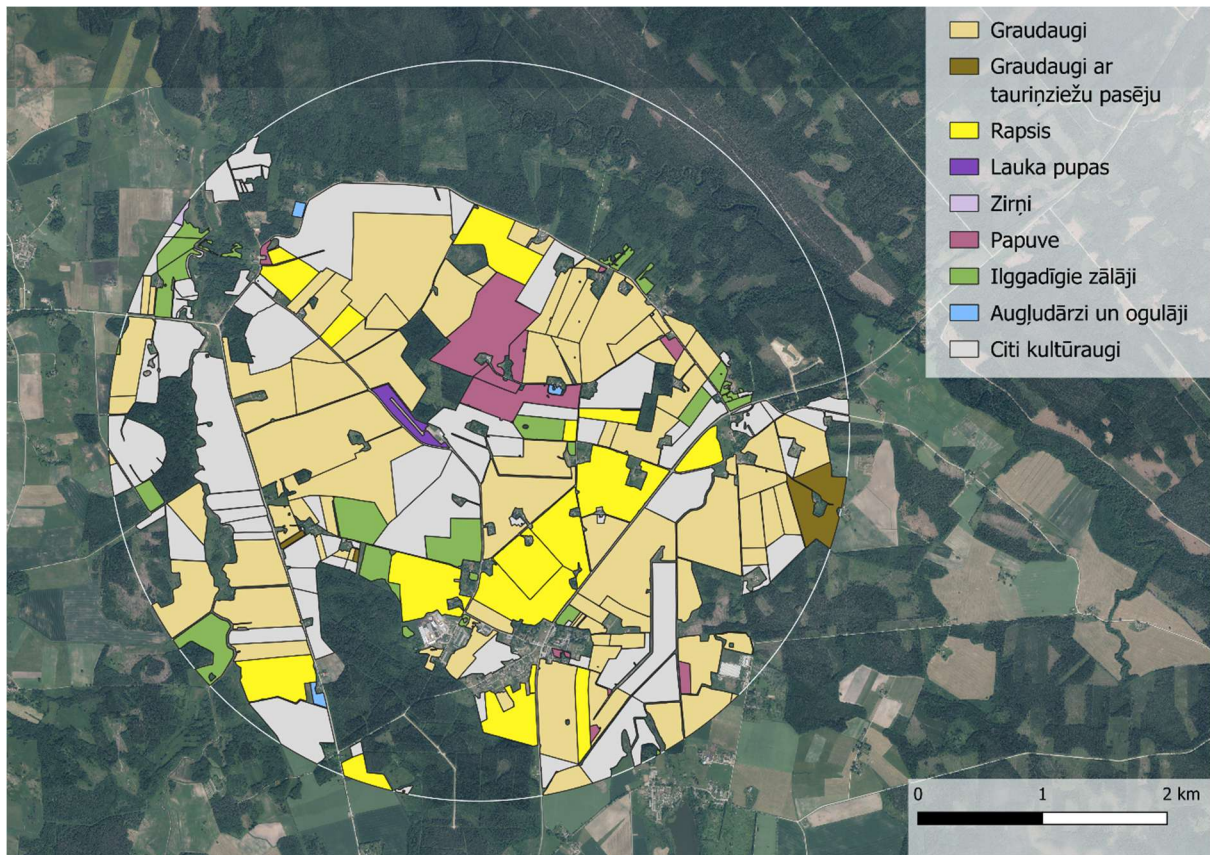 Graudaugi
Graudaugi ar
tauriņziežu pasēju
Rapsis
Lauka pupas
Zirņi
Papuve
Ilggadīgie zālāji
Augļudārzi un ogulāji
Citi kultūraugi
0 1 2 km